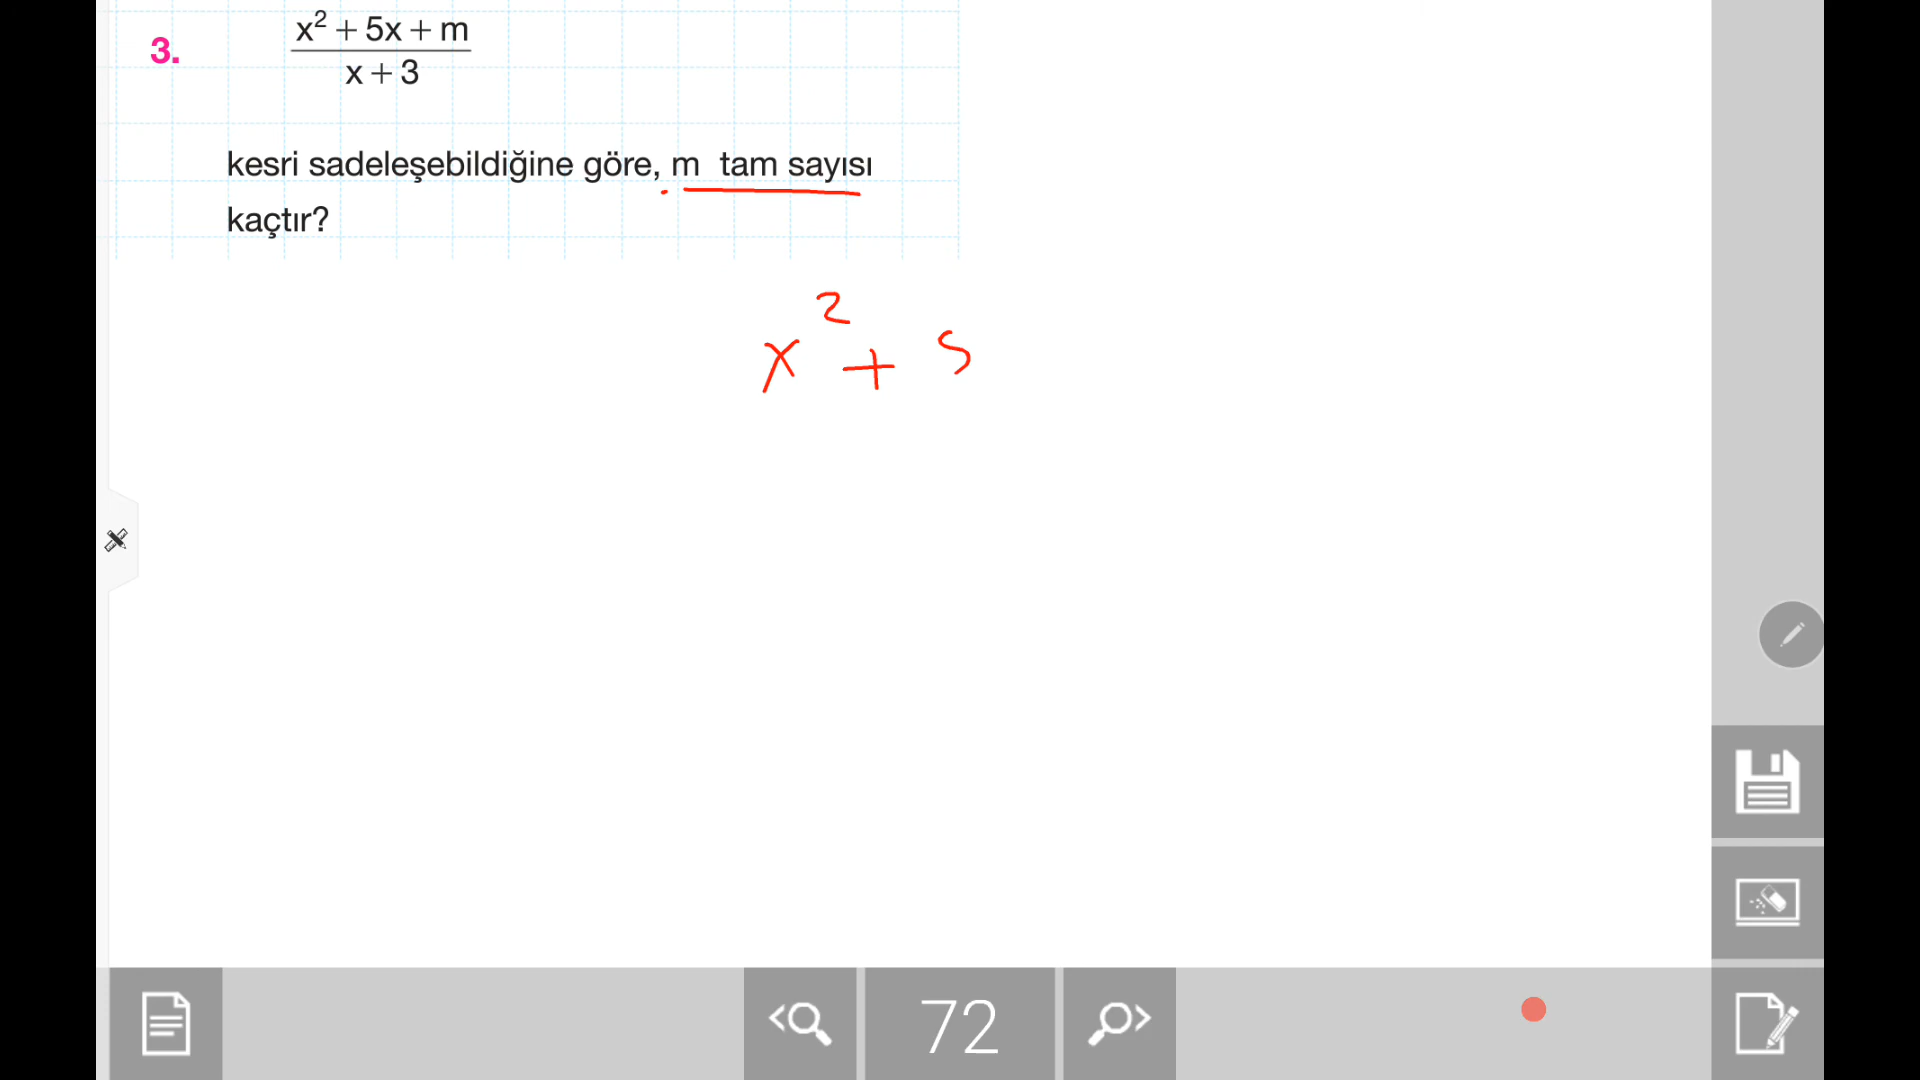 3.
x² + 5x + m
x + 3
kesri sadeleşebildiğine göre, m tam sayısı
kaçtır?
x² + 5
72